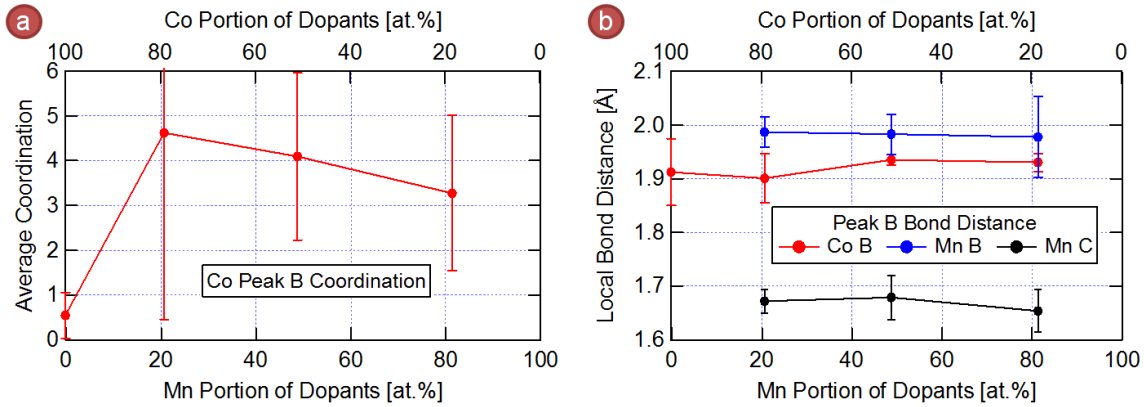 a
Co Portion of Dopants [at.%]
100 80 60 40 20 0
6
5
4
3
2
1
0
Average Coordination
Co Peak B Coordination
0 20 40 60 80 100
Mn Portion of Dopants [at.%]
b
Co Portion of Dopants [at.%]
100 80 60 40 20 0
2.1
2.0
1.9
1.8
1.7
1.6
Local Bond Distance [Å]
Peak B Bond Distance
Co B Mn B Mn C
0 20 40 60 80 100
Mn Portion of Dopants [at.%]